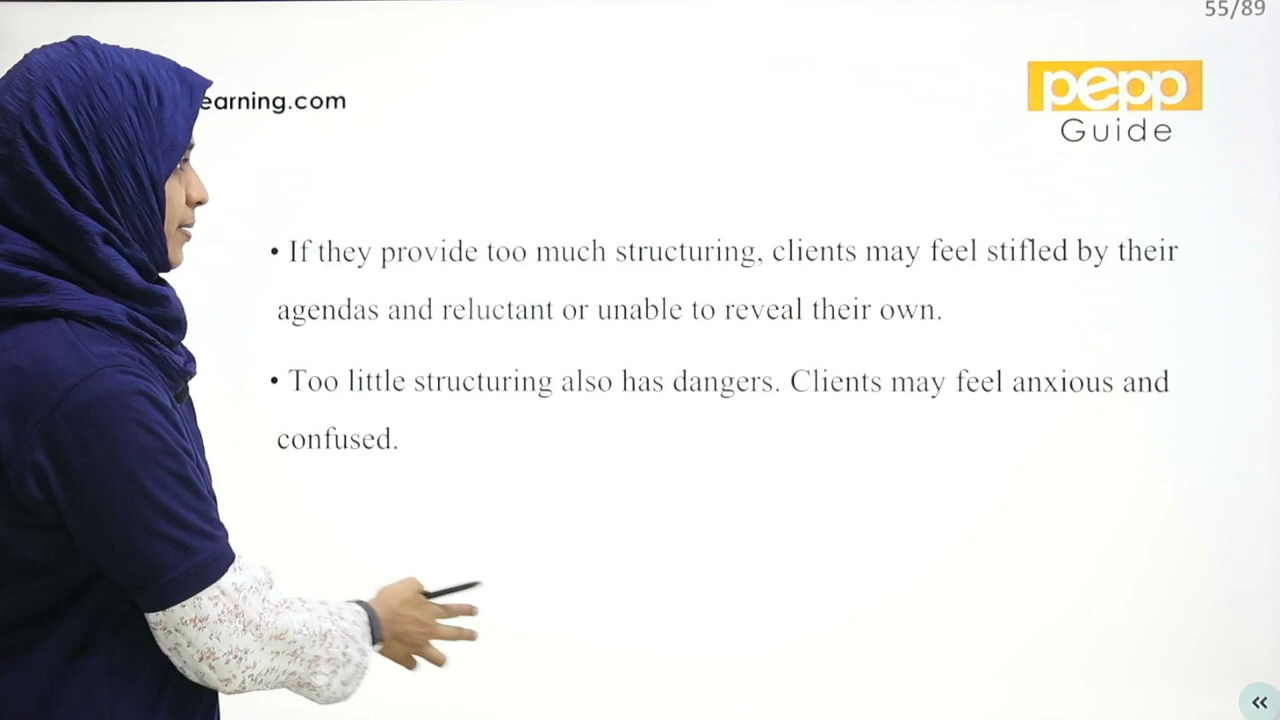 55/89
earning.com
pepp
Guide
• If they provide too much structuring, clients may feel stifled by their
agendas and reluctant or unable to reveal their own.
• Too little structuring also has dangers. Clients may feel anxious and
confused.
«